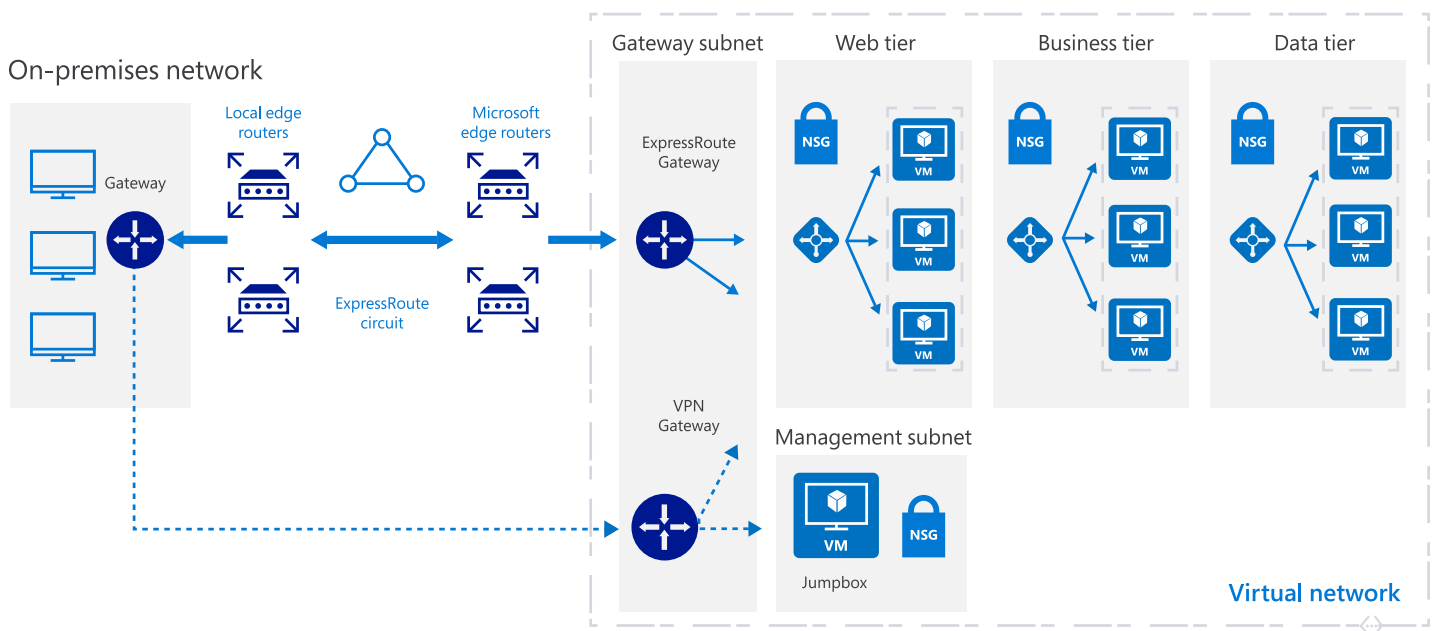 On-premises network
Gateway
Local edge
routers
ExpressRoute
circuit
Microsoft
edge routers
Gateway subnet
ExpressRoute
Gateway
VPN
Gateway
Web tier
NSG
VM
VM
VM
Business tier
NSG
VM
VM
VM
Data tier
NSG
VM
VM
VM
Management subnet
VM
Jumpbox
NSG
Virtual network